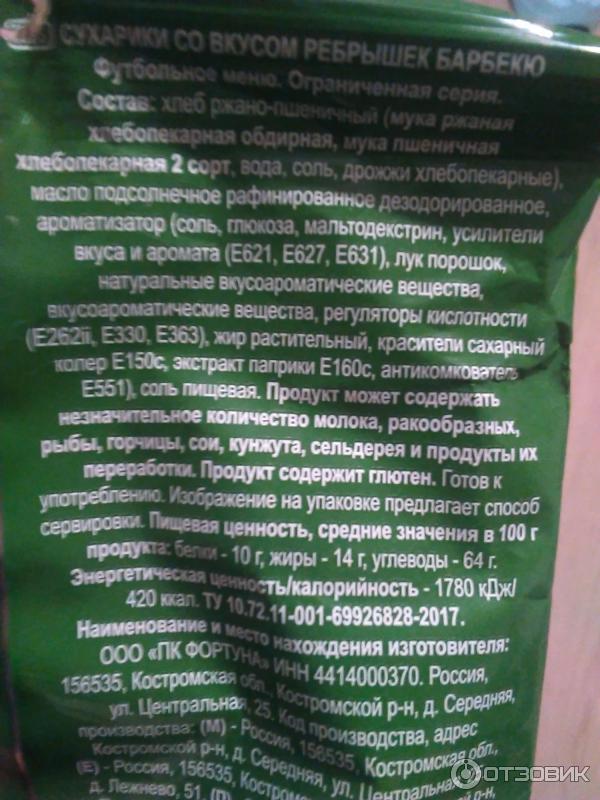 СУХАРИКИ СО ВКУСОМ РЕБРЫШЕК БАРБЕКЮ
Футбольное меню. Ограниченная серия.
Состав: хлеб ржано-пшеничный (мука ржаная
хлебопекарная обдирная, мука пшеничная
хлебопекарная 2 сорт, вода, соль, дрожжи хлебопекарные),
масло подсолнечное рафинированное дезодорированное,
ароматизатор (соль, глюкоза, мальтодекстрин, усилители
вкуса и аромата (Е621, Е627, Е631), лук порошок,
натуральные вкусоароматические вещества,
вкусоароматические вещества, регуляторы кислотности
(Е262ii, Е330, Е363), жир растительный, красители сахарный
колер Е150с, экстракт паприки Е160с, антикомкователь
Е551), соль пищевая. Продукт может содержать
незначительное количество молока, ракообразных,
рыбы, горчицы, сои, кунжута, сельдерея и продукты их
переработки. Продукт содержит глютен. Готов к
употреблению. Изображение на упаковке предлагает способ
сервировки. Пищевая ценность, средние значения в 100 г
продукта: белки - 10 г, жиры - 14 г, углеводы - 64 г.
Энергетическая ценность/калорийность - 1780 кДж/
420 ккал. ТУ 10.72.11-001-69926828-2017.
Наименование и место нахождения изготовителя:
ООО «ПК ФОРТУНА» ИНН 4414000370. Россия,
156535, Костромская обл., Костромской р-н, д. Середняя,
ул. Центральная, 25. Код производства, адрес
производства: (М) - Россия, 156535, Костромская обл.,
Костромской р-н, д. Середняя, ул. Центральная,
(Е) - Россия, 156535, Костромская
д. Лежнево, 51, (D)
ОТЗОВИК